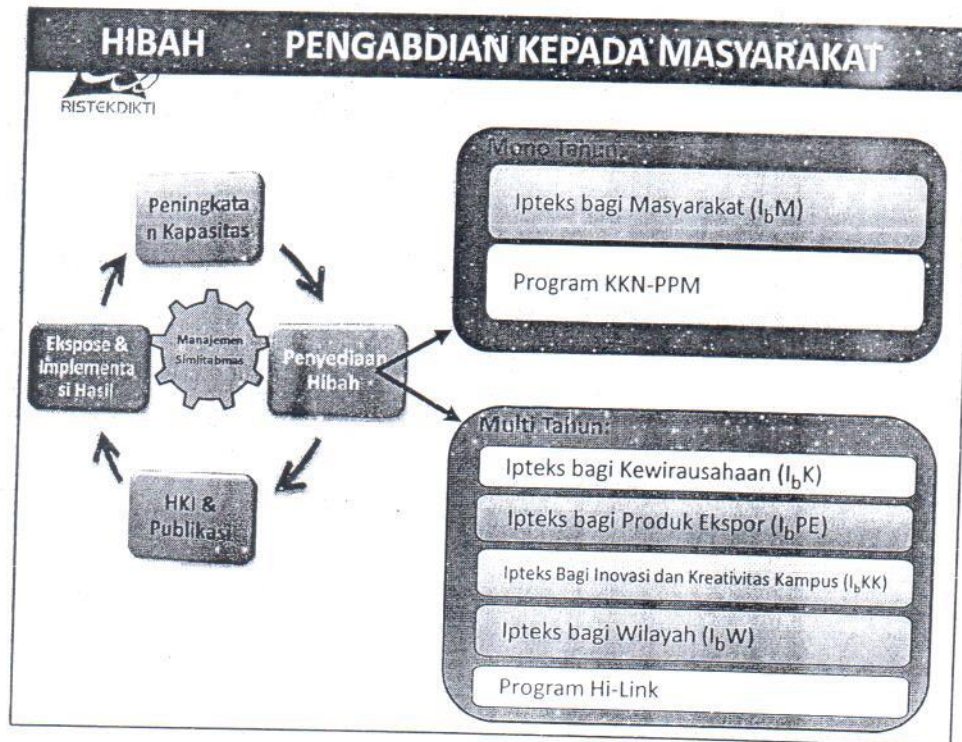 HIBAH PENGABDIAN KEPADA MASYARAKAT
RISTEKDIKTI
Peningkata
n Kapasitas
Manajemen
Simlitabmas
Ekspose &
Implementa
si Hasil
Penyediaan
Hibah
HKI &
Publikasi
Mono Tahun:
Ipteks bagi Masyarakat (IbM)
Program KKN-PPM
Multi Tahun:
Ipteks bagi Kewirausahaan (IbK)
Ipteks bagi Produk Ekspor (IbPE)
Ipteks Bagi Inovasi dan Kreativitas Kampus (IbKK)
Ipteks bagi Wilayah (IbW)
Program Hi-Link